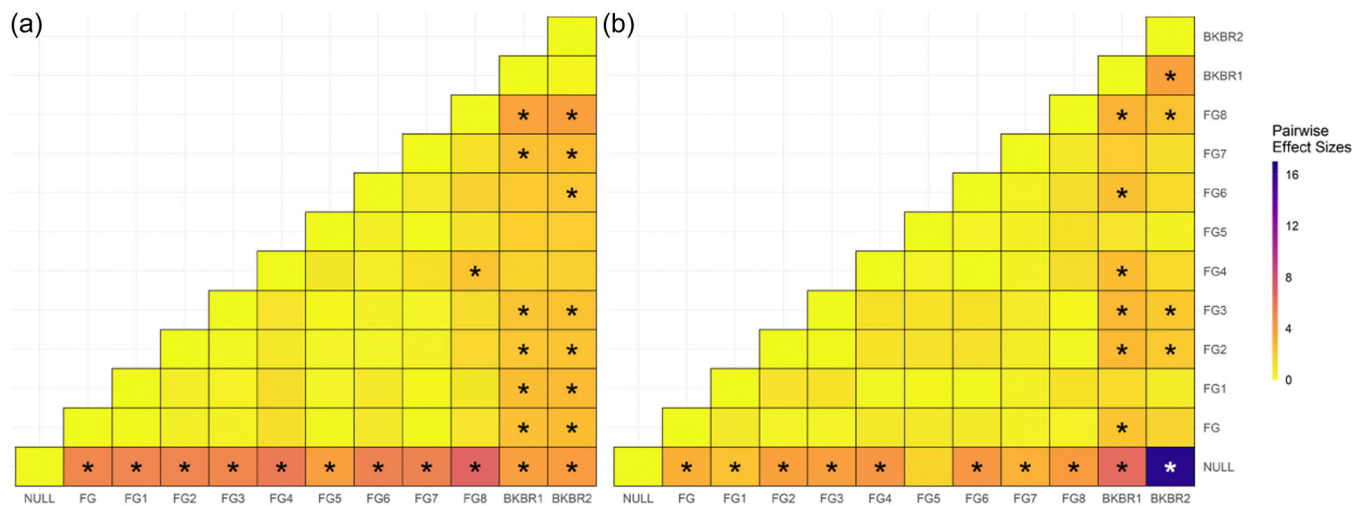 (a)
(b)
BKBR2
BKBR1
*
FG8
*
*
*
*
FG7
*
*
FG6
*
*
FG5
FG4
*
*
FG3
*
*
*
*
FG2
*
*
*
*
FG1
*
*
FG
*
*
*
NULL
* * * * * * * * * * *
* * * * * * * * * *
NULL FG FG1 FG2 FG3 FG4 FG5 FG6 FG7 FG8 BKBR1 BKBR2
NULL FG FG1 FG2 FG3 FG4 FG5 FG6 FG7 FG8 BKBR1 BKBR2
Pairwise
Effect Sizes
16
12
8
4
0